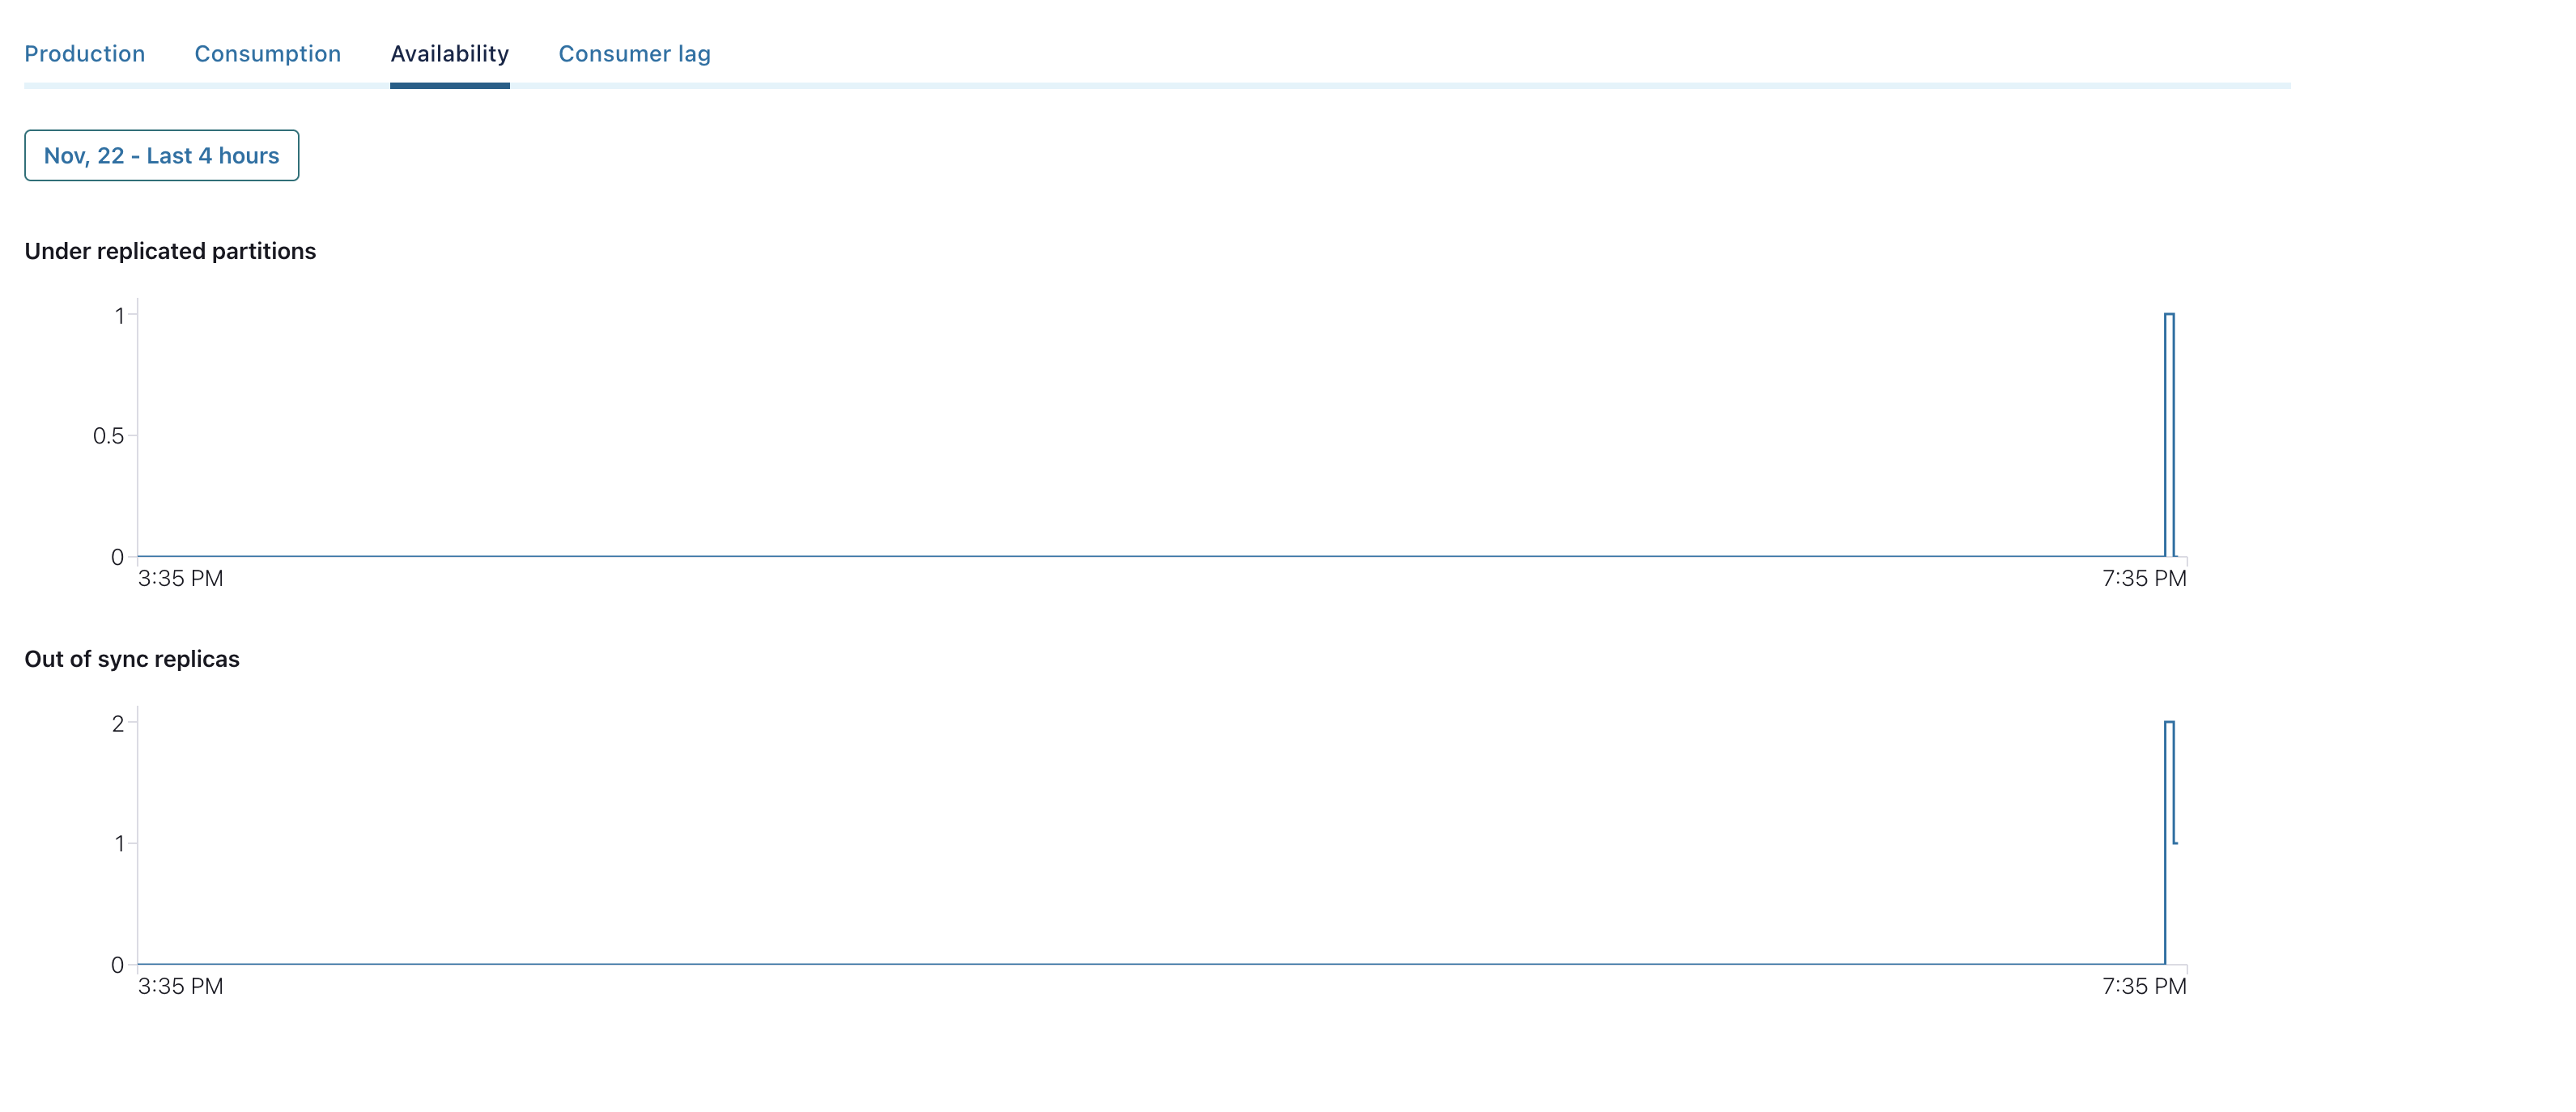 Production Consumption Availability Consumer lag
Nov, 22 - Last 4 hours
Under replicated partitions
1
0.5
0
3:35 PM 7:35 PM
Out of sync replicas
2
1
0
3:35 PM 7:35 PM